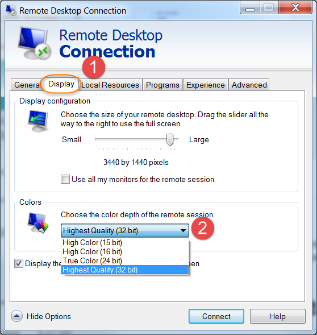 Remote Desktop Connection
Remote Desktop
Connection
1
General Display Local Resources Programs Experience Advanced
Display configuration
Choose the size of your remote desktop. Drag the slider all the
way to the right to use the full screen.
Small Large
3440 by 1440 pixels
Use all my monitors for the remote session
Colors
Choose the color depth of the remote session.
Highest Quality (32 bit)
2
High Color (15 bit)
High Color (16 bit)
True Color (24 bit)
Highest Quality (32 bit)
Display the en
Hide Options Connect Help